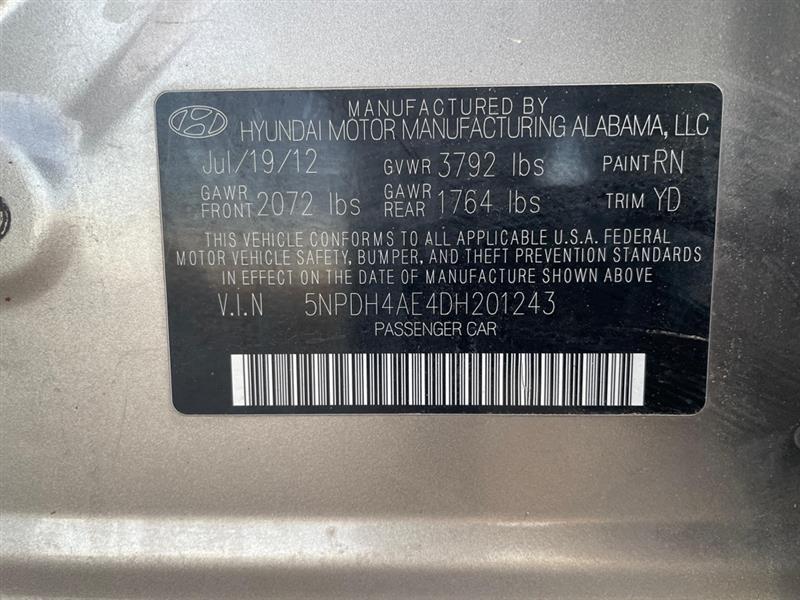 MANUFACTURED BY
HYUNDAI MOTOR MANUFACTURING ALABAMA, LLC
Jul/19/12 GVWR 3792 lbs PAINT RN
GAWR FRONT 2072 lbs GAWR REAR 1764 lbs TRIM YD
THIS VEHICLE CONFORMS TO ALL APPLICABLE U.S.A. FEDERAL
MOTOR VEHICLE SAFETY, BUMPER, AND THEFT PREVENTION STANDARDS
IN EFFECT ON THE DATE OF MANUFACTURE SHOWN ABOVE
V.I.N 5NPDH4AE4DH201243
PASSENGER CAR